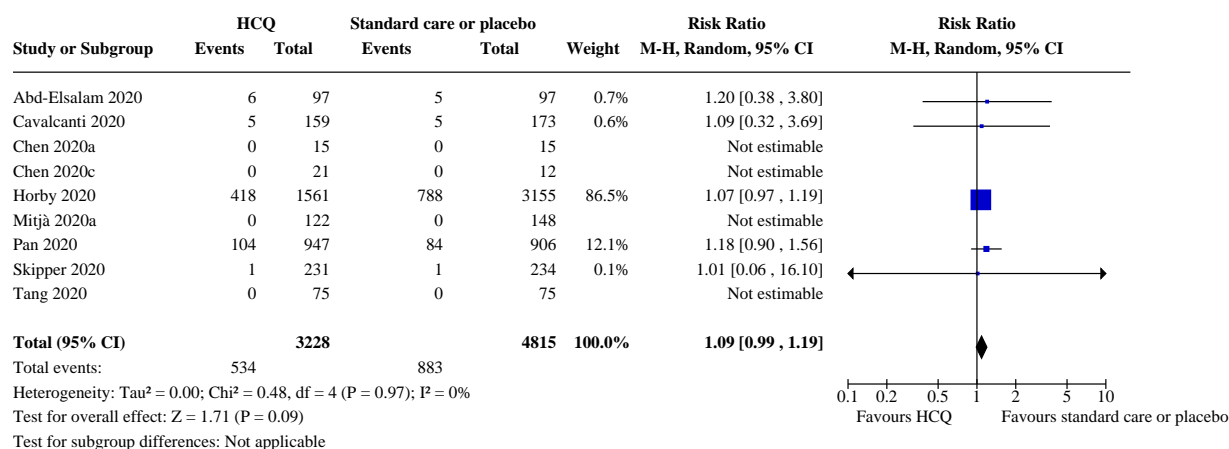 HCQ Standard care or placebo Risk Ratio Risk Ratio
Study or Subgroup Events Total Events Total Weight M-H, Random, 95% CI M-H, Random, 95% CI
Abd-Elsalam 2020 6 97 5 97 0.7% 1.20 [0.38 , 3.80]
Cavalcanti 2020 5 159 5 173 0.6% 1.09 [0.32 , 3.69]
Chen 2020a 0 15 0 15 Not estimable
Chen 2020c 0 21 0 12 Not estimable
Horby 2020 418 1561 788 3155 86.5% 1.07 [0.97 , 1.19]
Mitjà 2020a 0 122 0 148 Not estimable
Pan 2020 104 947 84 906 12.1% 1.18 [0.90 , 1.56]
Skipper 2020 1 231 1 234 0.1% 1.01 [0.06 , 16.10]
Tang 2020 0 75 0 75 Not estimable
Total (95% CI) 3228 4815 100.0% 1.09 [0.99 , 1.19]
Total events: 534 883
Heterogeneity: Tau² = 0.00; Chi² = 0.48, df = 4 (P = 0.97); I² = 0%
0.1 0.2 0.5 1 2 5 10
Test for overall effect: Z = 1.71 (P = 0.09)
Favours HCQ Favours standard care or placebo
Test for subgroup differences: Not applicable